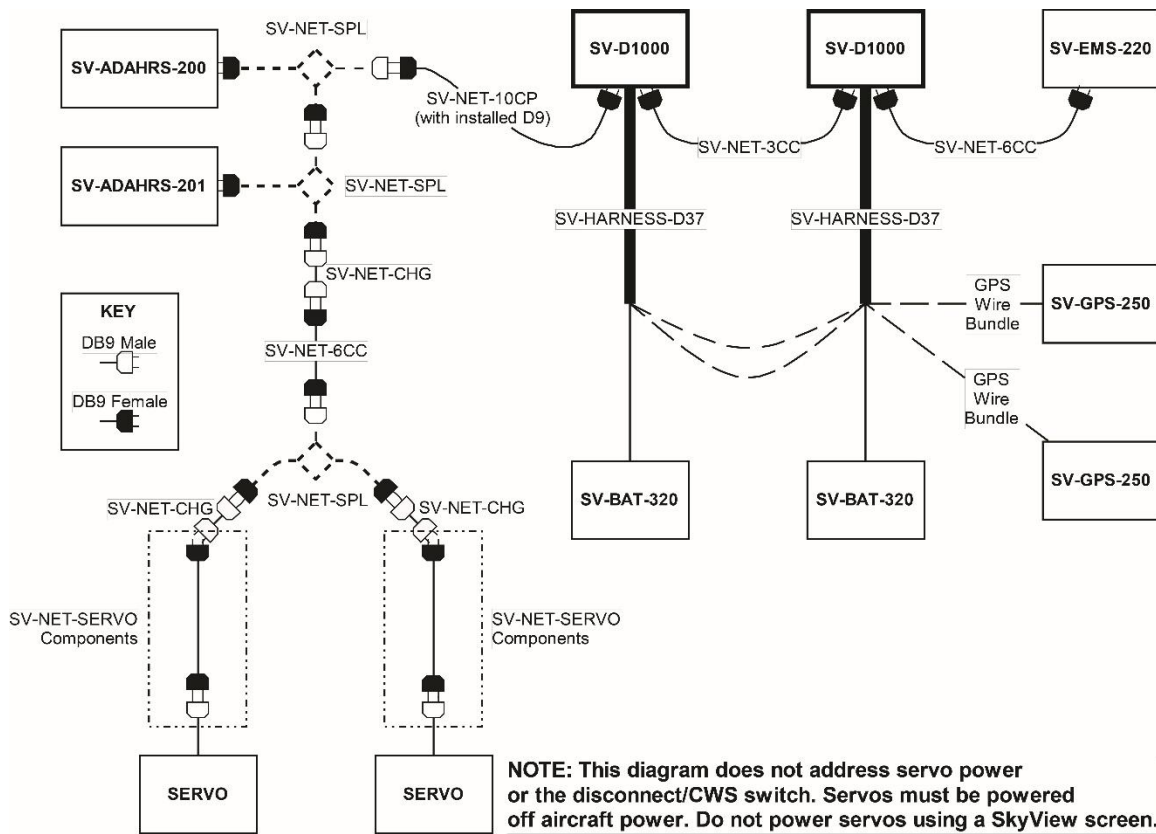 SV-NET-SPL
SV-ADAHRS-200
SV-NET-10CP
(with installed D9)
SV-D1000
SV-D1000
SV-EMS-220
SV-NET-3CC
SV-NET-6CC
SV-ADAHRS-201
SV-NET-SPL
SV-HARNESS-D37
SV-HARNESS-D37
SV-NET-CHG
GPS
Wire
Bundle
SV-GPS-250
KEY
DB9 Male
DB9 Female
SV-NET-6CC
GPS
Wire
Bundle
SV-GPS-250
SV-NET-CHG
SV-NET-SPL
SV-NET-CHG
SV-BAT-320
SV-BAT-320
SV-NET-SERVO
Components
SV-NET-SERVO
Components
SERVO
SERVO
NOTE: This diagram does not address servo power
or the disconnect/CWS switch. Servos must be powered
off aircraft power. Do not power servos using a SkyView screen.